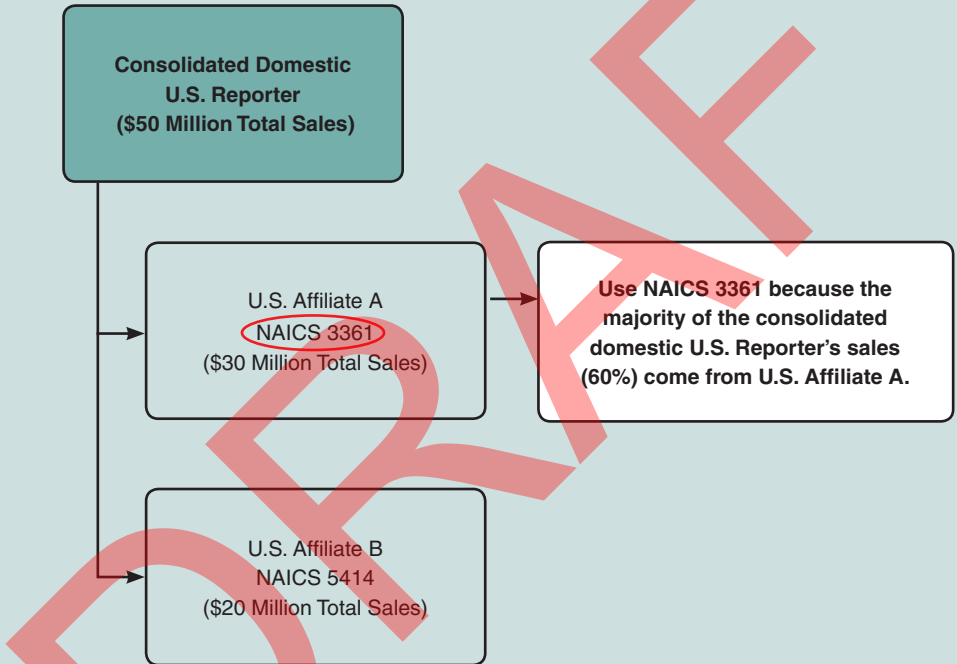 Consolidated Domestic
U.S. Reporter
($50 Million Total Sales)
U.S. Affiliate A
NAICS 3361
($30 Million Total Sales)
Use NAICS 3361 because the
majority of the consolidated
domestic U.S. Reporter's sales
(60%) come from U.S. Affiliate A.
U.S. Affiliate B
NAICS 5414
($20 Million Total Sales)
DRAF